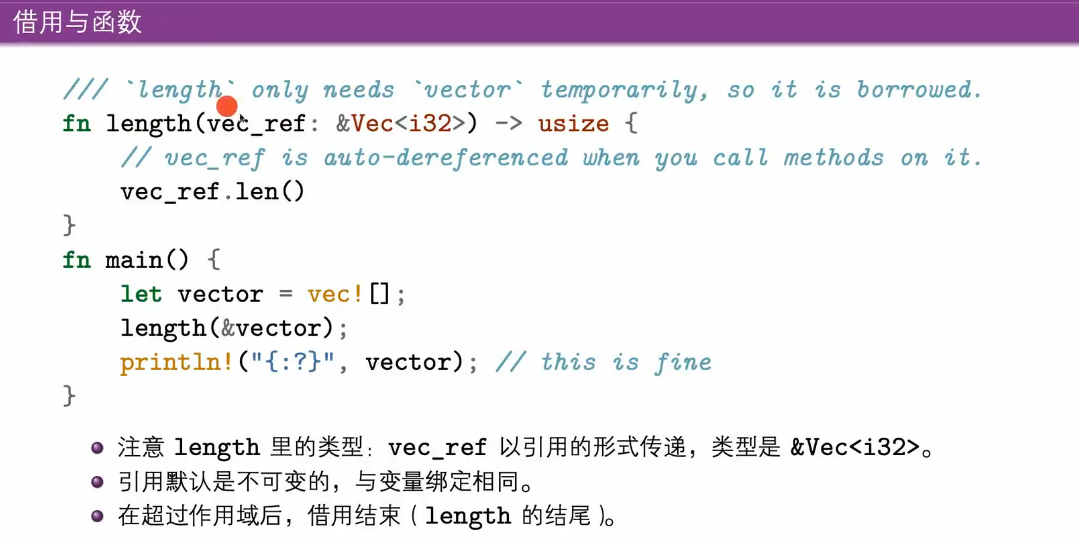 借用与函数
/// `length` only needs `vector` temporarily, so it is borrowed.
fn length(vec_ref: &Vec<i32>) -> usize {
// vec_ref is auto-dereferenced when you call methods on it.
vec_ref.len()
}
fn main() {
let vector = vec![];
length(&vector);
println!("{:?}", vector); // this is fine
}
注意 length 里的类型：vec_ref 以引用的形式传递，类型是 &Vec<i32>。
引用默认是不可变的，与变量绑定相同。
在超过作用域后，借用结束（length 的结尾）。